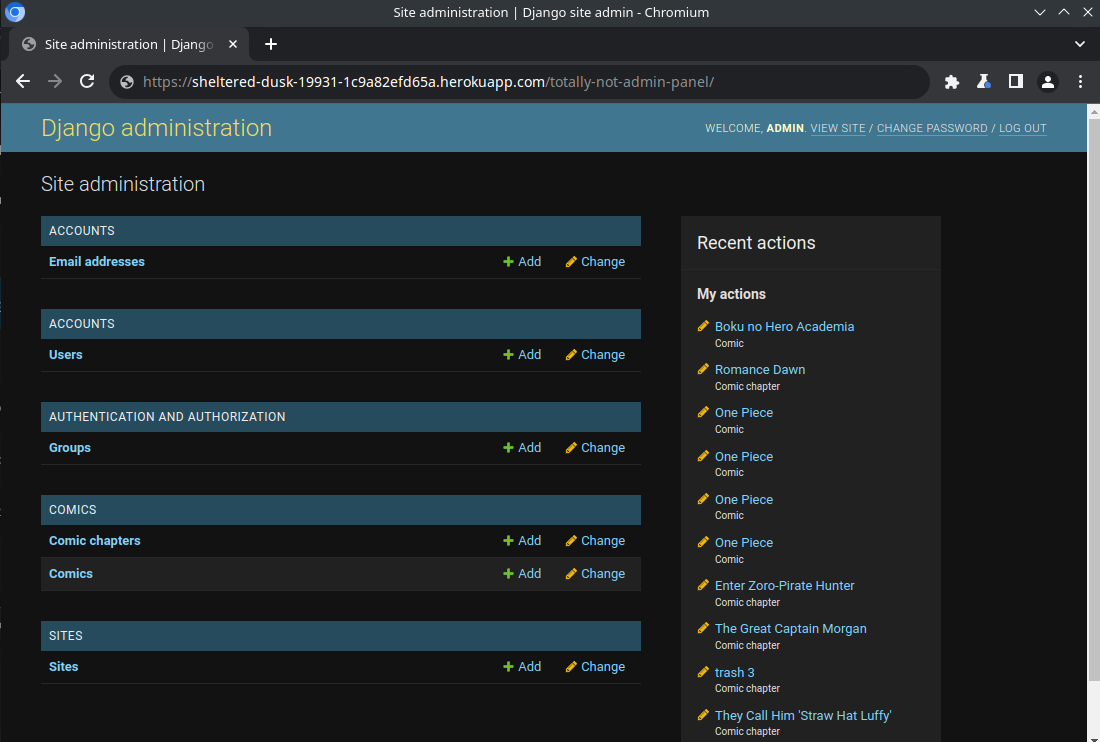 Site administration | Django site admin - Chromium
Site administration | Django
https://sheltered-dusk-19931-1c9a82efd65a.herokuapp.com/totally-not-admin-panel/
Django administration
WELCOME, ADMIN. VIEW SITE / CHANGE PASSWORD / LOG OUT
Site administration
ACCOUNTS
Email addresses Add Change
ACCOUNTS
Users Add Change
AUTHENTICATION AND AUTHORIZATION
Groups Add Change
COMICS
Comic chapters Add Change
Comics Add Change
SITES
Sites Add Change
Recent actions
My actions
Boku no Hero Academia
Comic
Romance Dawn
Comic chapter
One Piece
Comic
One Piece
Comic
One Piece
Comic
One Piece
Comic
Enter Zoro-Pirate Hunter
Comic chapter
The Great Captain Morgan
Comic chapter
trash 3
Comic chapter
They Call Him 'Straw Hat Luffy'
Comic chapter